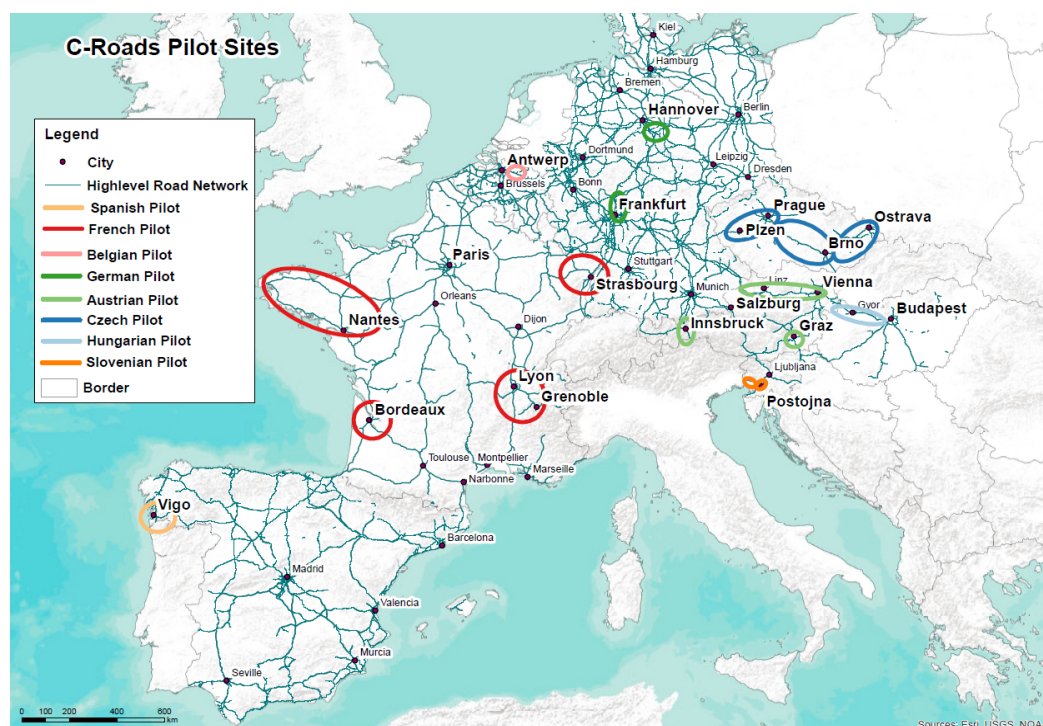 C-Roads Pilot Sites
Legend
City
Highlevel Road Network
Spanish Pilot
French Pilot
Belgian Pilot
German Pilot
Austrian Pilot
Czech Pilot
Hungarian Pilot
Slovenian Pilot
Border
Kiel
Hamburg
Bremen
Hannover
Berlin
Antwerp
Dortmund
Leipzig
Brussels
Bonn
Dresden
Frankfurt
Prague
Ostrava
Plzen
Brno
Paris
Stuttgart
Strasbourg
Linz
Vienna
Orleans
Munich
Salzburg
Gyor
Budapest
Nantes
Dijon
Innsbruck
Graz
Ljubljana
Lyon
Grenoble
Postojna
Bordeaux
Toulouse
Montpellier
Marseille
Narbonne
Vigo
Barcelona
Madrid
Valencia
Murcia
Seville
0 100 200 400 600
km
Sources: Esri, USGS, NOA